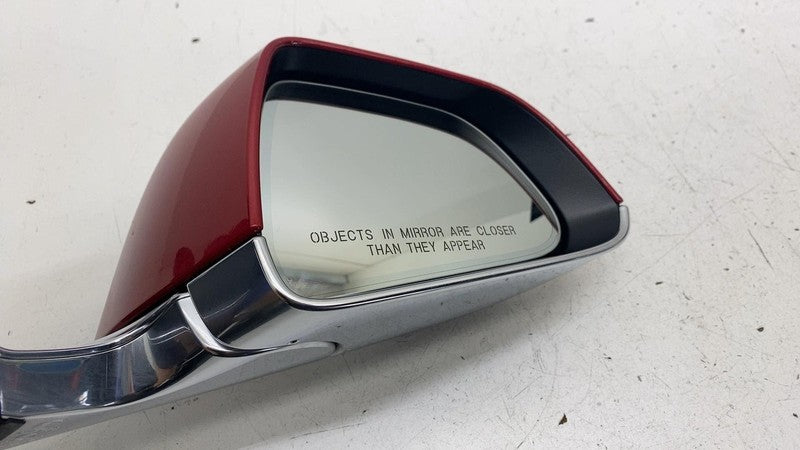 OBJECTS IN MIRROR ARE CLOSER
THAN THEY APPEAR